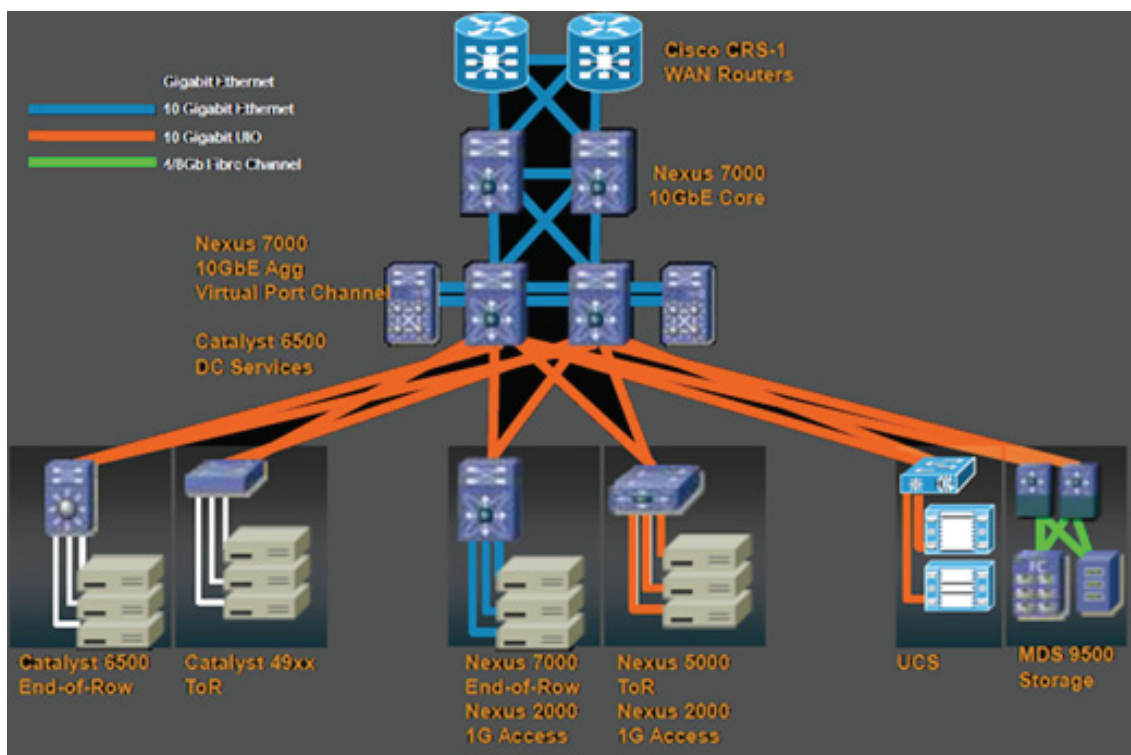 Cisco CRS-1
WAN Routers
Gigabit Ethernet
10 Gigabit Ethernet
10 Gigabit UIO
4/8Gb Fibre Channel
Nexus 7000
10GbE Core
Nexus 7000
10GbE Agg
Virtual Port Channel
Catalyst 6500
DC Services
FC
Catalyst 6500
End-of-Row
Catalyst 49xx
ToR
Nexus 7000
End-of-Row
Nexus 2000
1G Access
Nexus 5000
ToR
Nexus 2000
1G Access
UCS
MDS 9500
Storage